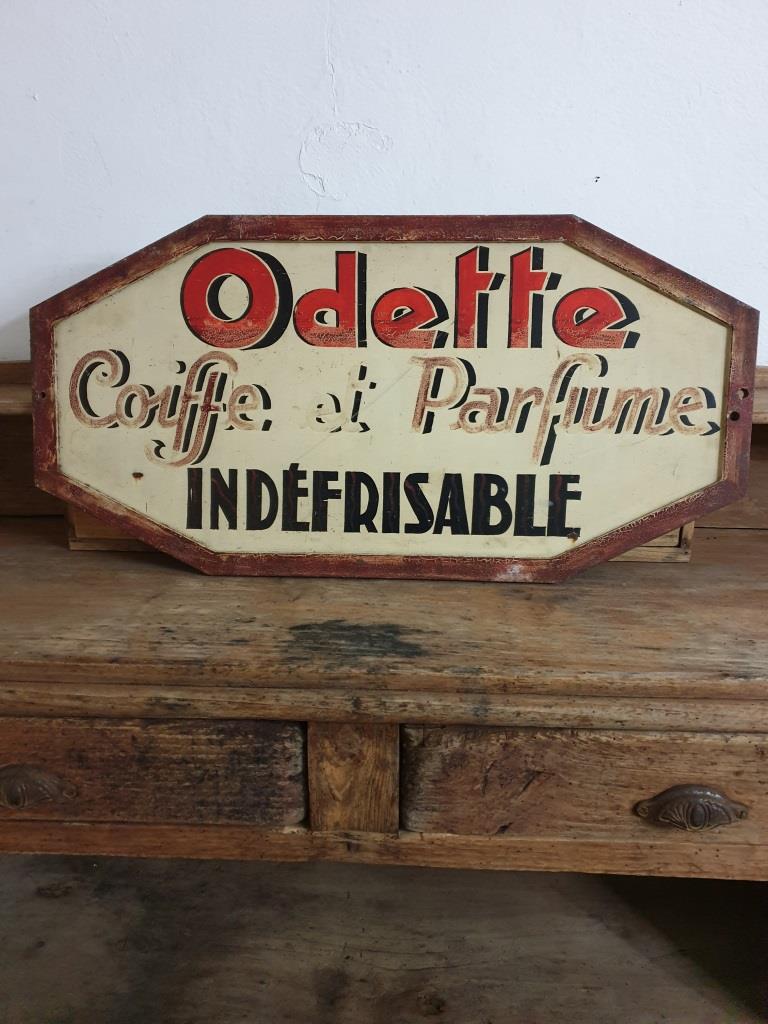 Odette
Coiffe et Parfume
INDÉFRISABLE